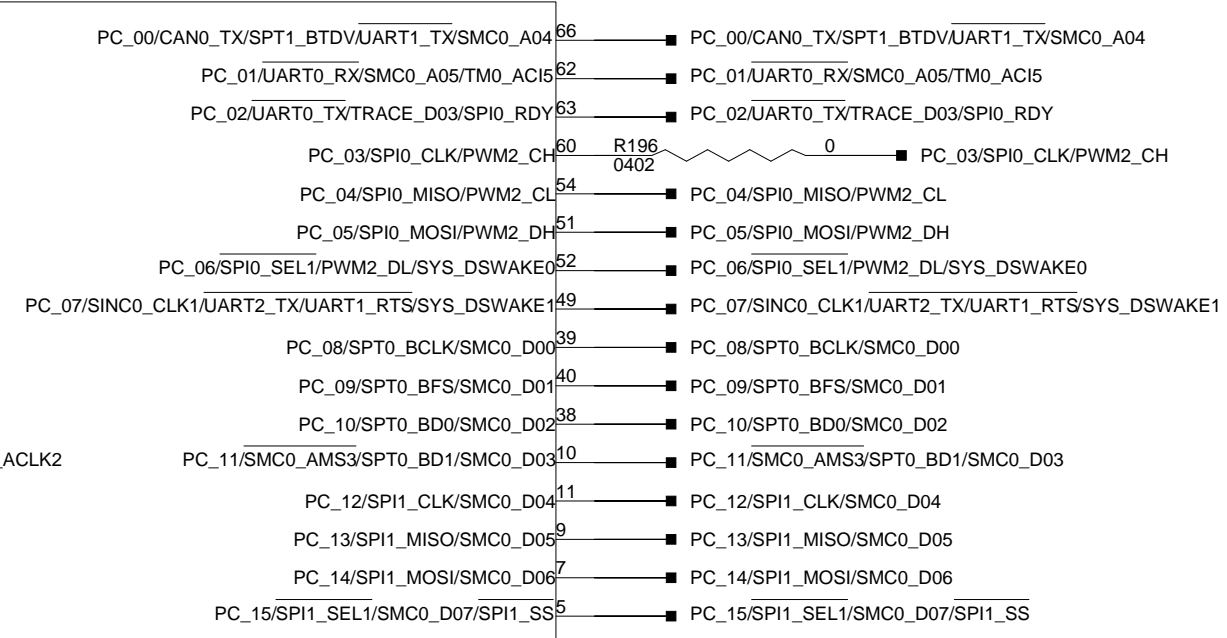 PC_00/CAN0_TX/SPT1_BTDV/UART1_TX/SMC0_A04 66 PC_00/CAN0_TX/SPT1_BTDV/UART1_TX/SMC0_A04
PC_01/UART0_RX/SMC0_A05/TM0_ACI5 62 PC_01/UART0_RX/SMC0_A05/TM0_ACI5
PC_02/UART0_TX/TRACE_D03/SPI0_RDY 63 PC_02/UART0_TX/TRACE_D03/SPI0_RDY
PC_03/SPI0_CLK/PWM2_CH 60 R196 0 PC_03/SPI0_CLK/PWM2_CH
0402
PC_04/SPI0_MISO/PWM2_CL 54 PC_04/SPI0_MISO/PWM2_CL
PC_05/SPI0_MOSI/PWM2_DH 51 PC_05/SPI0_MOSI/PWM2_DH
PC_06/SPI0_SEL1/PWM2_DL/SYS_DSWAKE0 52 PC_06/SPI0_SEL1/PWM2_DL/SYS_DSWAKE0
PC_07/SINC0_CLK1/UART2_TX/UART1_RTS/SYS_DSWAKE1 49 PC_07/SINC0_CLK1/UART2_TX/UART1_RTS/SYS_DSWAKE1
PC_08/SPT0_BCLK/SMC0_D00 39 PC_08/SPT0_BCLK/SMC0_D00
PC_09/SPT0_BFS/SMC0_D01 40 PC_09/SPT0_BFS/SMC0_D01
PC_10/SPT0_BD0/SMC0_D02 38 PC_10/SPT0_BD0/SMC0_D02
_ACLK2 PC_11/SMC0_AMS3/SPT0_BD1/SMC0_D03 10 PC_11/SMC0_AMS3/SPT0_BD1/SMC0_D03
PC_12/SPI1_CLK/SMC0_D04 11 PC_12/SPI1_CLK/SMC0_D04
PC_13/SPI1_MISO/SMC0_D05 9 PC_13/SPI1_MISO/SMC0_D05
PC_14/SPI1_MOSI/SMC0_D06 7 PC_14/SPI1_MOSI/SMC0_D06
PC_15/SPI1_SEL1/SMC0_D07/SPI1_SS 5 PC_15/SPI1_SEL1/SMC0_D07/SPI1_SS